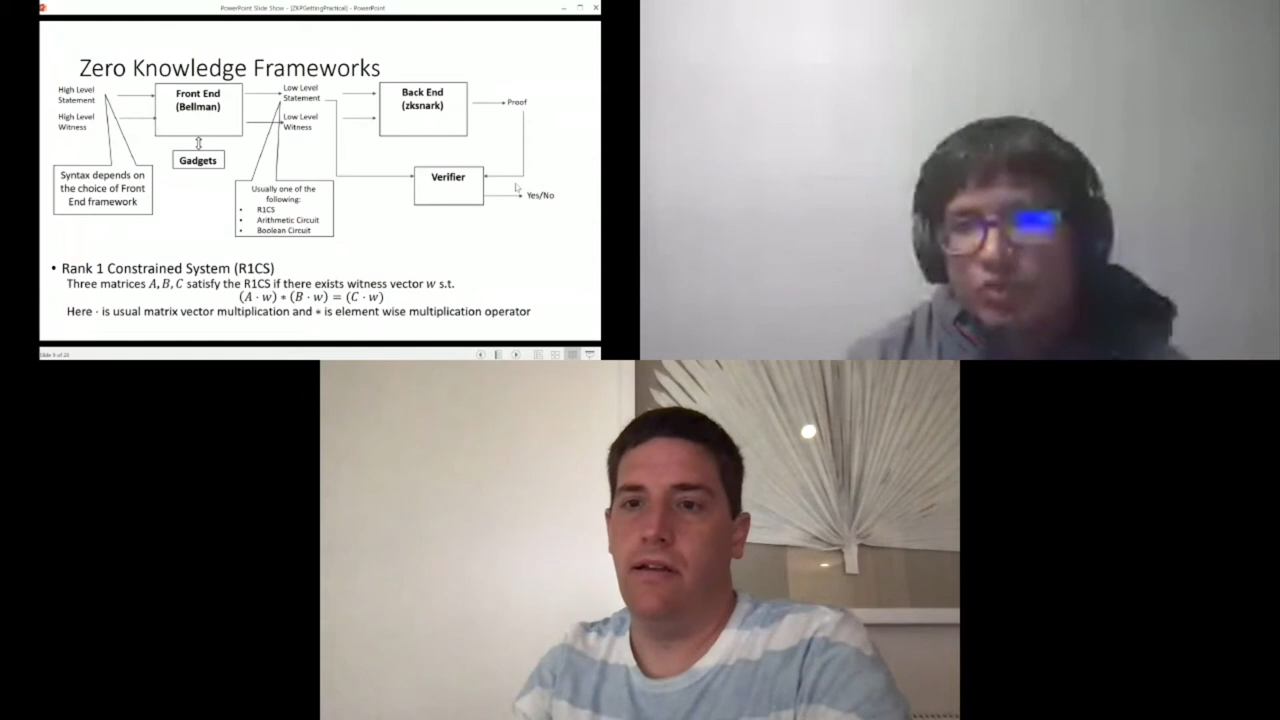 PowerPoint Slide Show - [ZKPGettingPractical] - PowerPoint
Zero Knowledge Frameworks
High Level
Statement
High Level
Witness
Front End
(Bellman)
Gadgets
Low Level
Statement
Low Level
Witness
Back End
(zksnark)
Proof
Verifier
Yes/No
Syntax depends on
the choice of Front
End framework
Usually one of the
following:
• R1CS
• Arithmetic Circuit
• Boolean Circuit
• Rank 1 Constrained System (R1CS)
Three matrices A, B, C satisfy the R1CS if there exists witness vector w s.t.
(A · w) ∗ (B · w) = (C · w)
Here · is usual matrix vector multiplication and ∗ is element wise multiplication operator